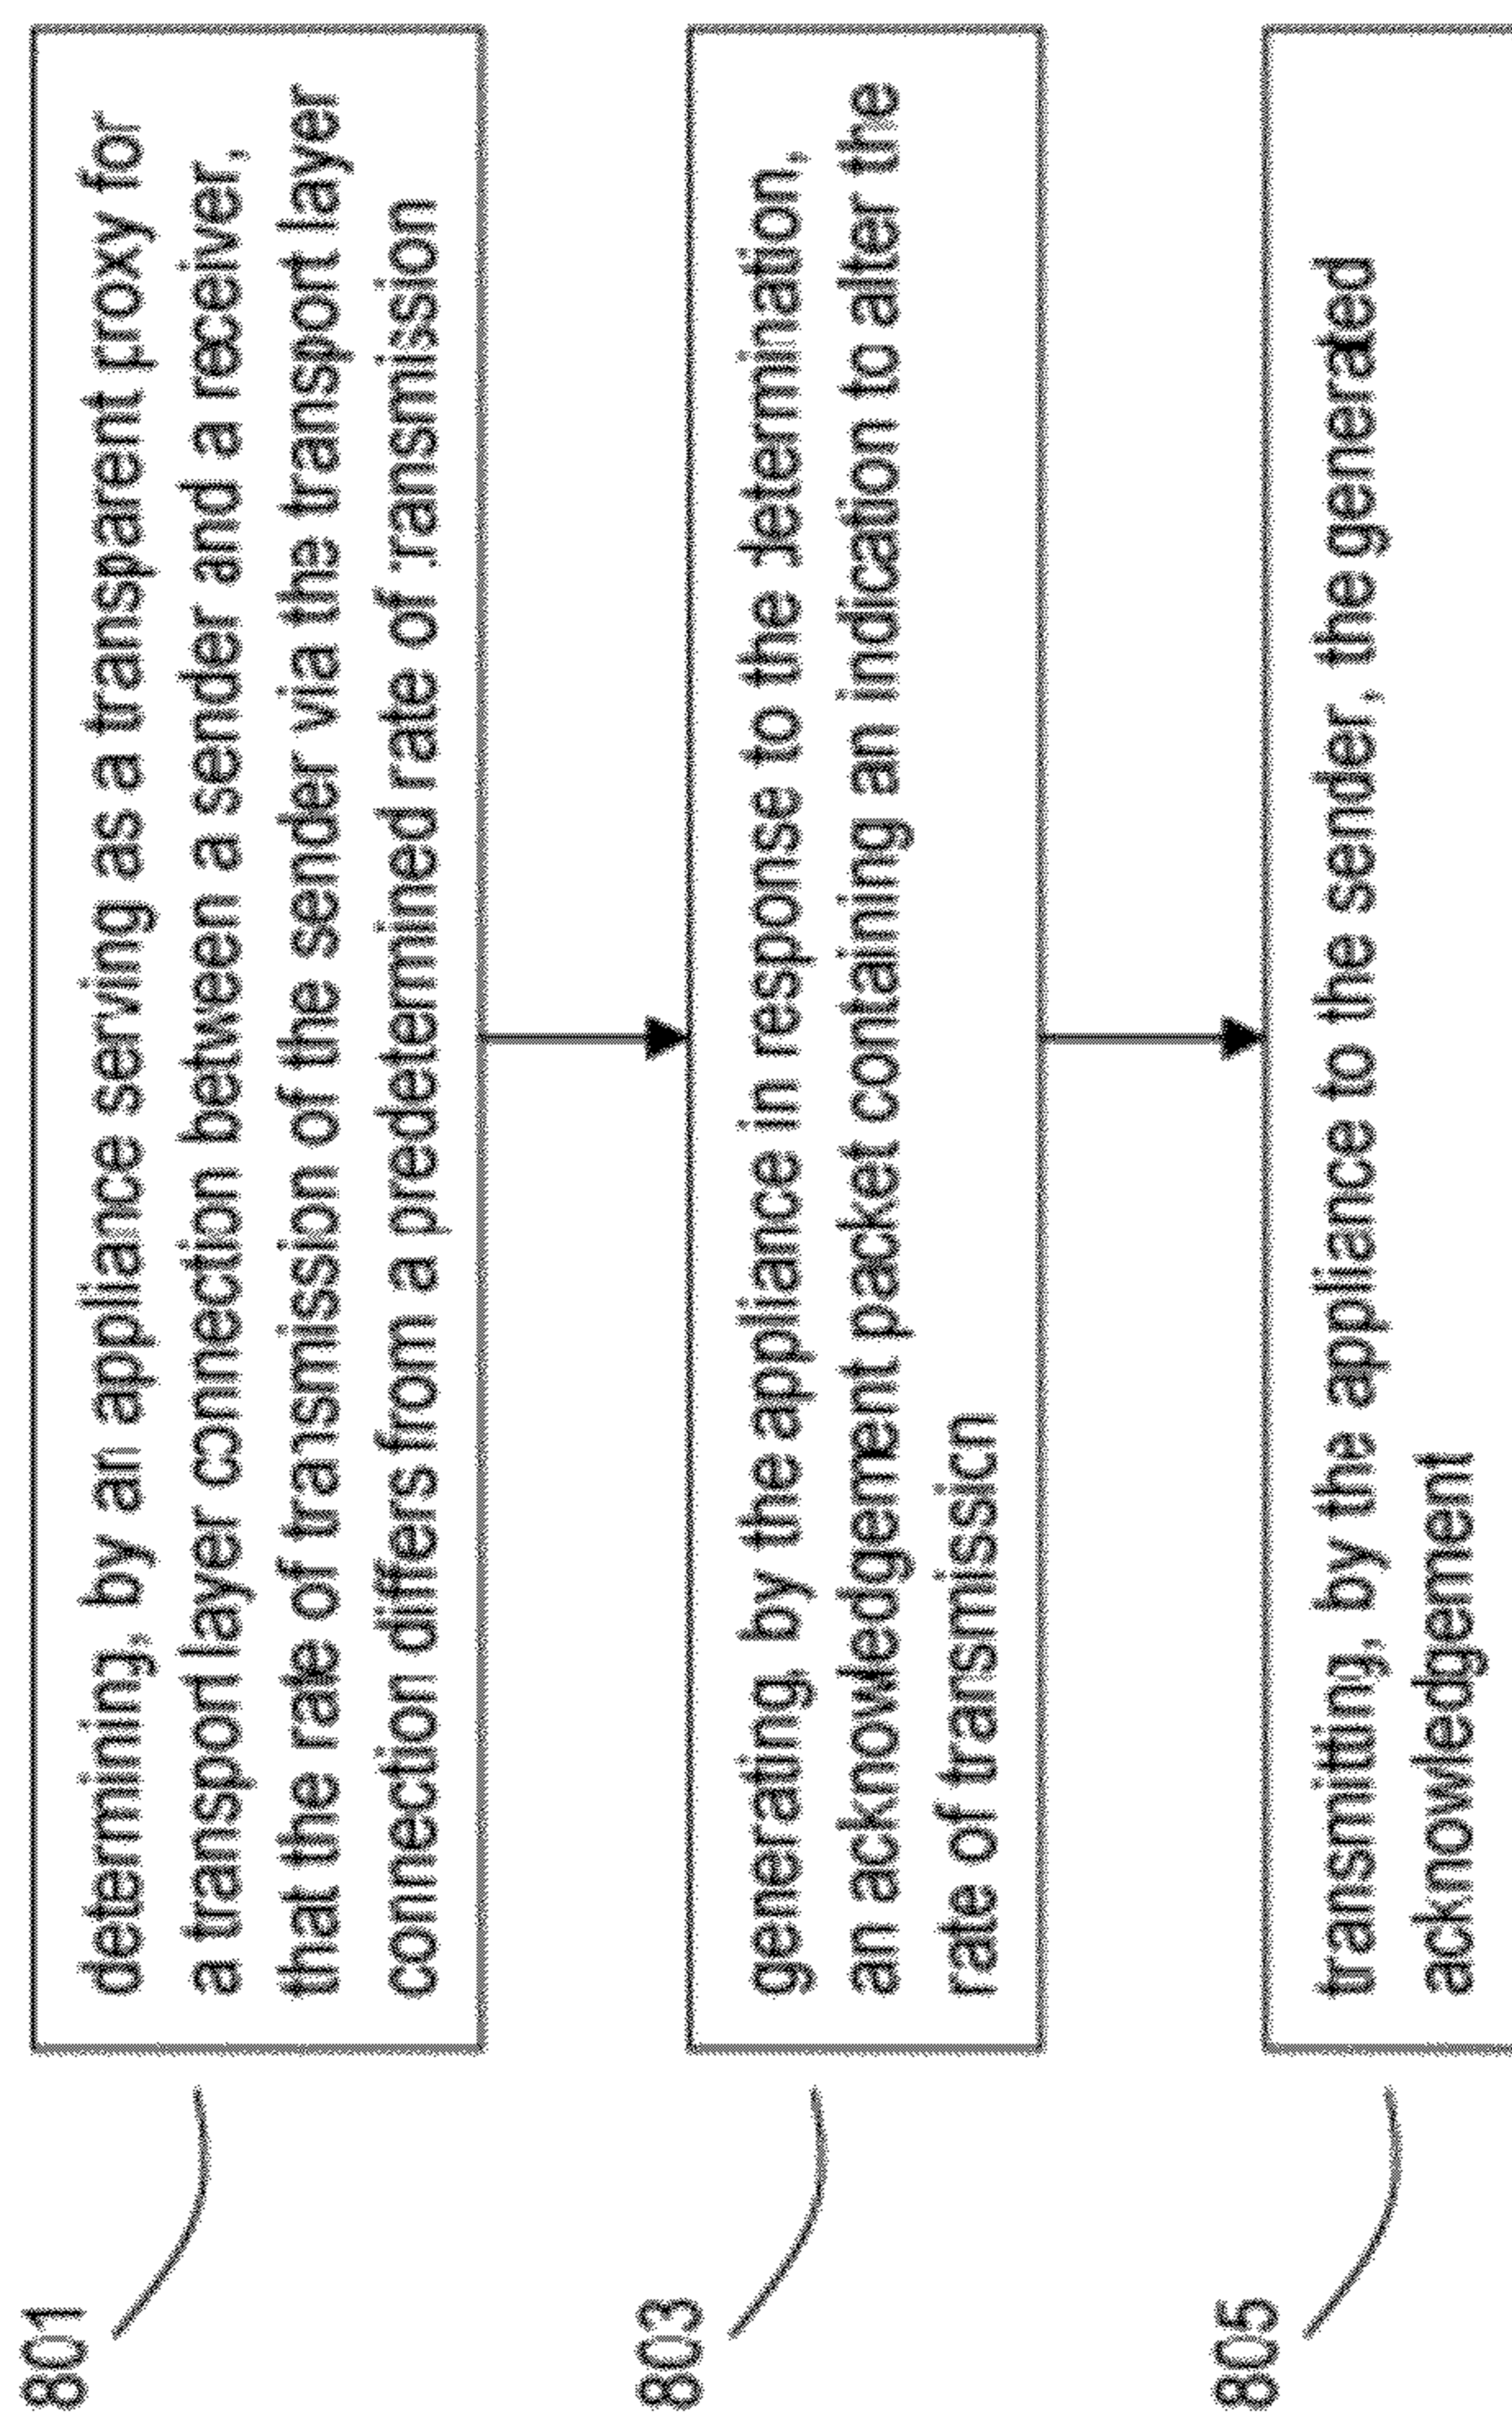 801
determining, by an appliance serving as a transparent proxy for
a transport layer connection between a sender and a receiver,
that the rate of transmission of the sender via the transport layer
connection differs from a predetermined rate of transmission
803
generating, by the appliance in response to the determination,
an acknowledgement packet containing an indication to alter the
rate of transmission
805
transmitting, by the appliance to the sender, the generated
acknowledgement